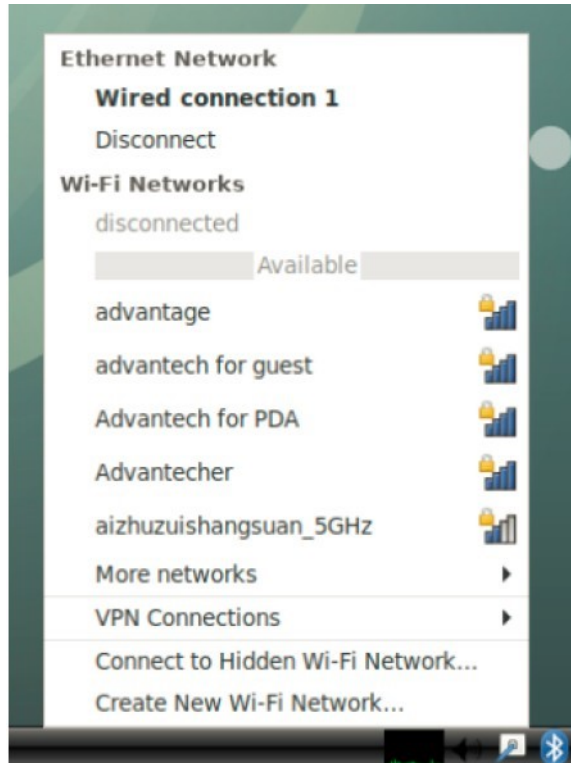 Ethernet Network
Wired connection 1
Disconnect
Wi-Fi Networks
disconnected
Available
advantage
advantech for guest
Advantech for PDA
Advantecher
aizhuzuishangsuan_5GHz
More networks
VPN Connections
Connect to Hidden Wi-Fi Network...
Create New Wi-Fi Network...